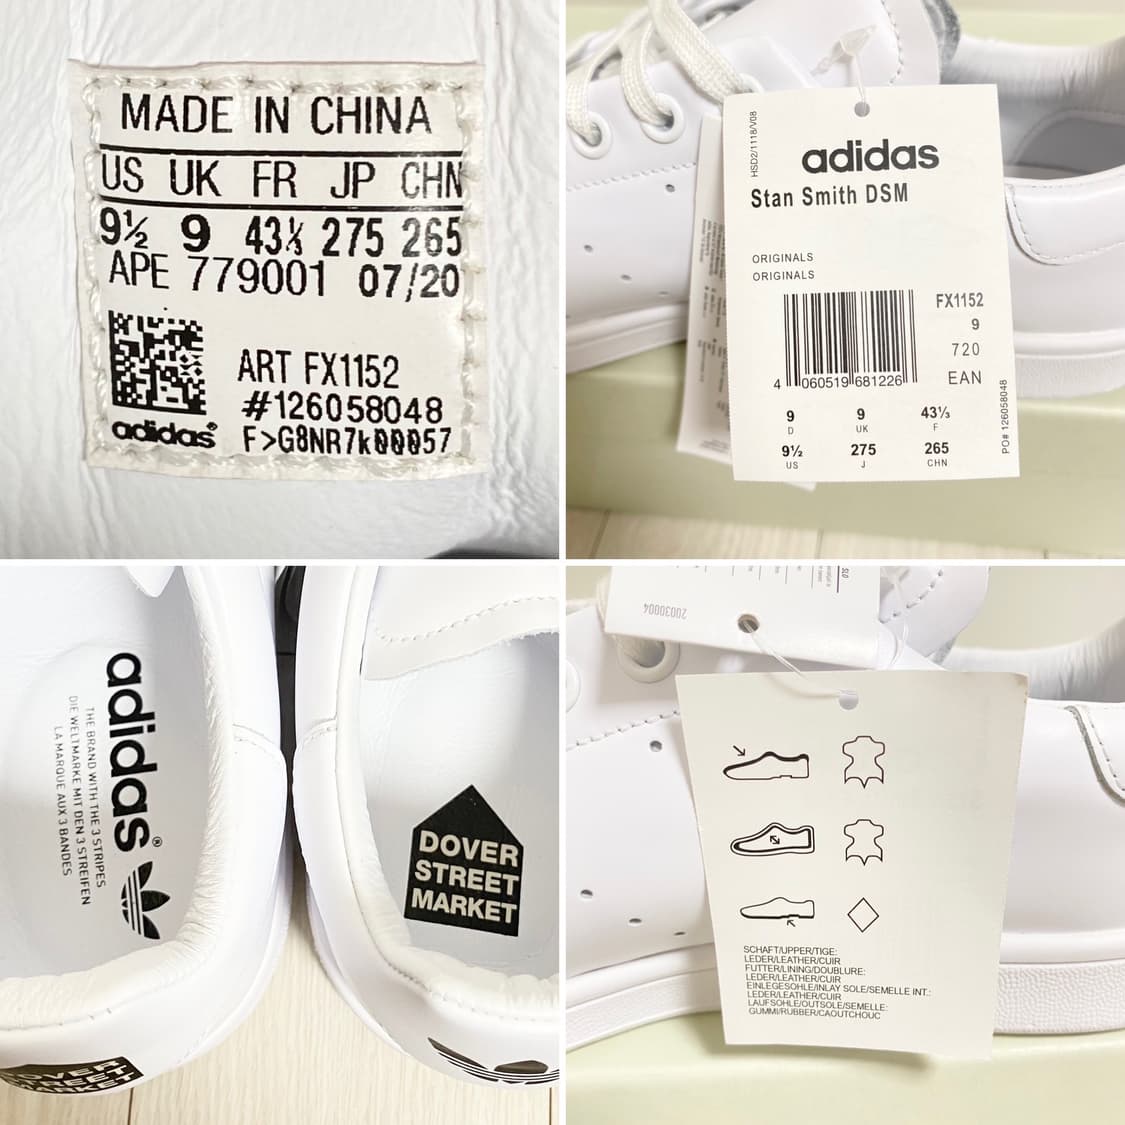 MADE IN CHINA
US UK FR JP CHN
9½ 9 43⅓ 275 265
APE 779001 07/20
ART FX1152
#126058048
adidas® F>G8NR7k00057
HSD2/1118/V08
adidas
Stan Smith DSM
ORIGINALS
ORIGINALS
FX1152
9
720
EAN
4 060519 681226
9 9 43⅓
D UK F
9½ 275 265
US J CHN
PO# 126058048
adidas®
THE BRAND WITH THE 3 STRIPES
DIE WELTMARKE MIT DEN 3 STREIFEN
LA MARQUE AUX 3 BANDES
DOVER
STREET
MARKET
DOVER
STREET
MARKET
SLO
20030004
SCHAFT/UPPER/TIGE:
LEDER/LEATHER/CUIR
FUTTER/LINING/DOUBLURE:
LEDER/LEATHER/CUIR
EINLEGESOHLE/INLAY SOLE/SEMELLE INT.:
LEDER/LEATHER/CUIR
LAUFSOHLE/OUTSOLE/SEMELLE:
GUMMI/RUBBER/CAOUTCHOUC